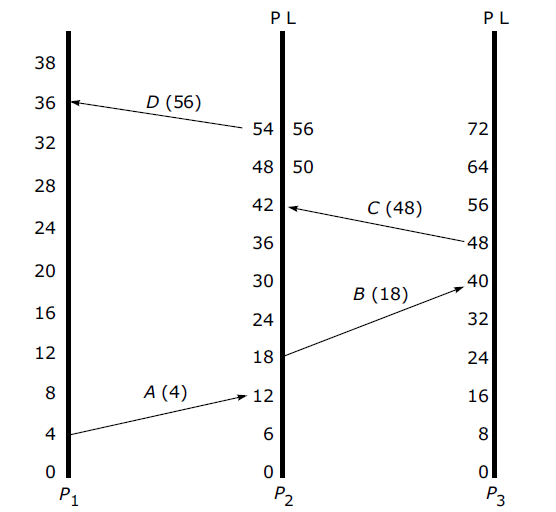 P L P L
38
36 D (56)
54 56 72
32
48 50 64
28
42 C (48) 56
24
36 48
20
30 B (18) 40
16
24 32
12
18 24
8 A (4)
12 16
4 6 8
0 0 0
P1 P2 P3